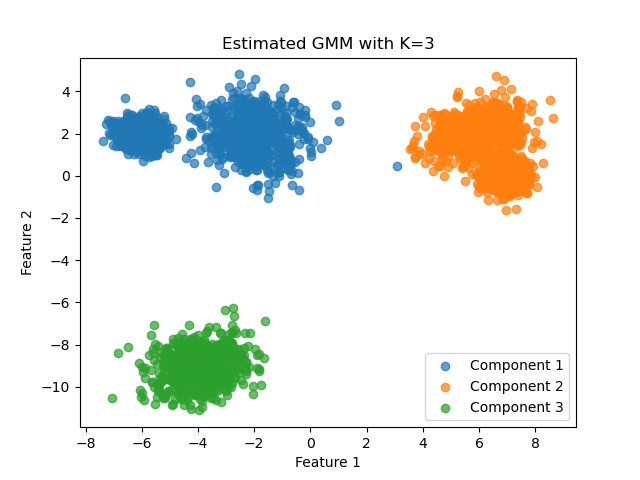 Estimated GMM with K=3
Feature 2
4
2
0
−2
−4
−6
−8
−10
−8
−6
−4
−2
0
2
4
6
8
Feature 1
Component 1
Component 2
Component 3